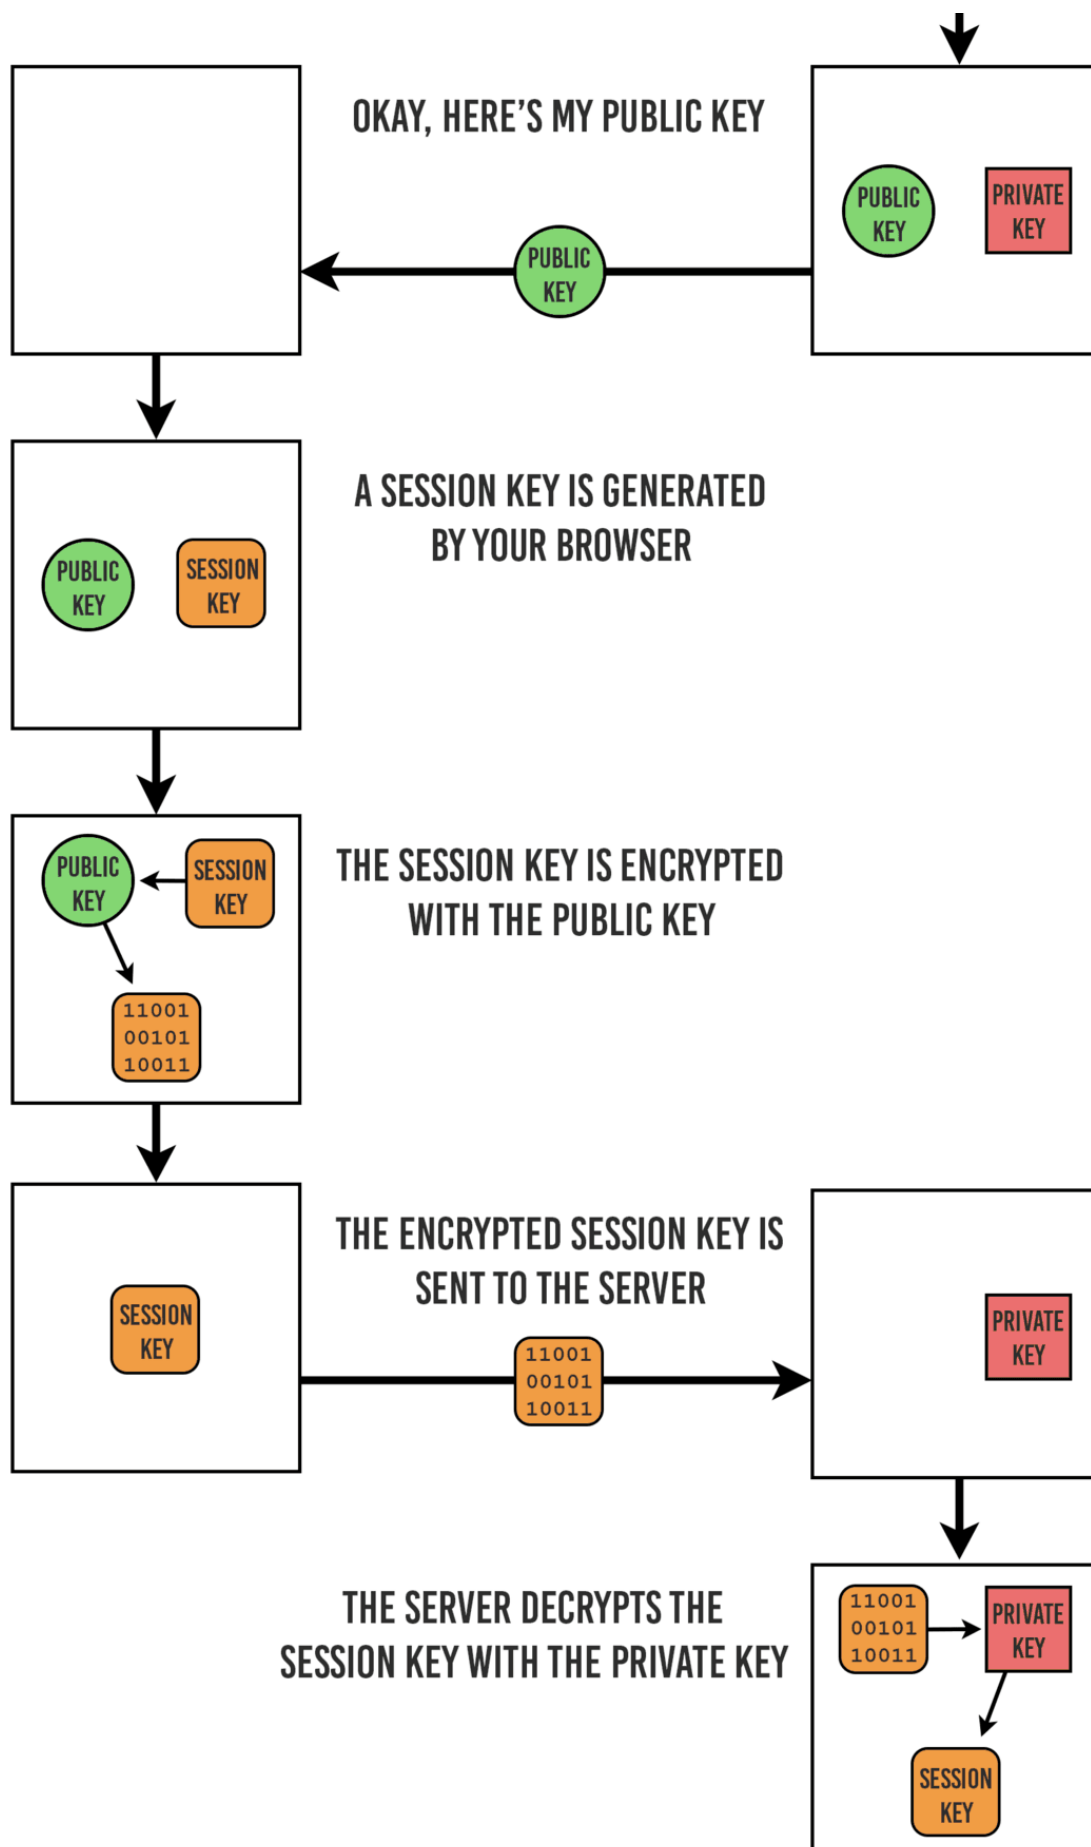 OKAY, HERE'S MY PUBLIC KEY
PUBLIC
KEY
PRIVATE
KEY
PUBLIC
KEY
A SESSION KEY IS GENERATED
BY YOUR BROWSER
PUBLIC
KEY
SESSION
KEY
THE SESSION KEY IS ENCRYPTED
WITH THE PUBLIC KEY
PUBLIC
KEY
SESSION
KEY
11001
00101
10011
THE ENCRYPTED SESSION KEY IS
SENT TO THE SERVER
SESSION
KEY
11001
00101
10011
PRIVATE
KEY
THE SERVER DECRYPTS THE
SESSION KEY WITH THE PRIVATE KEY
11001
00101
10011
PRIVATE
KEY
SESSION
KEY